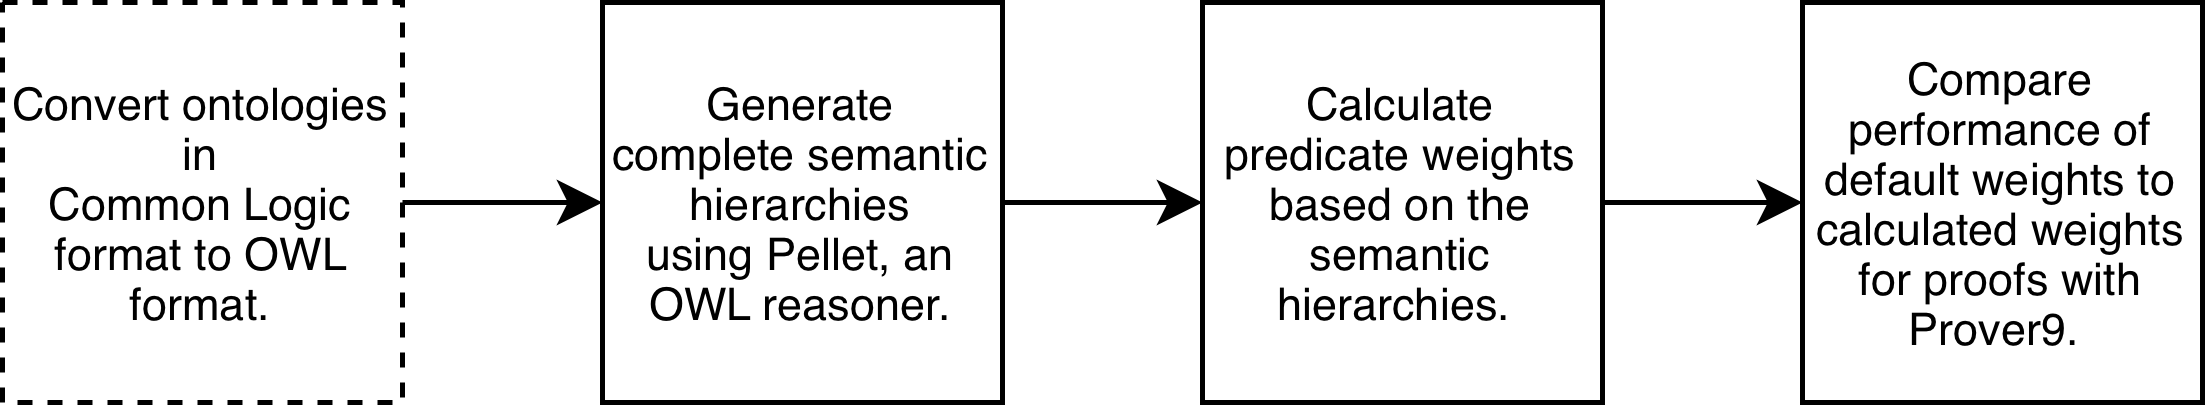 Convert ontologies
in
Common Logic
format to OWL
format.
Generate
complete semantic
hierarchies
using Pellet, an
OWL reasoner.
Calculate
predicate weights
based on the
semantic
hierarchies.
Compare
performance of
default weights to
calculated weights
for proofs with
Prover9.